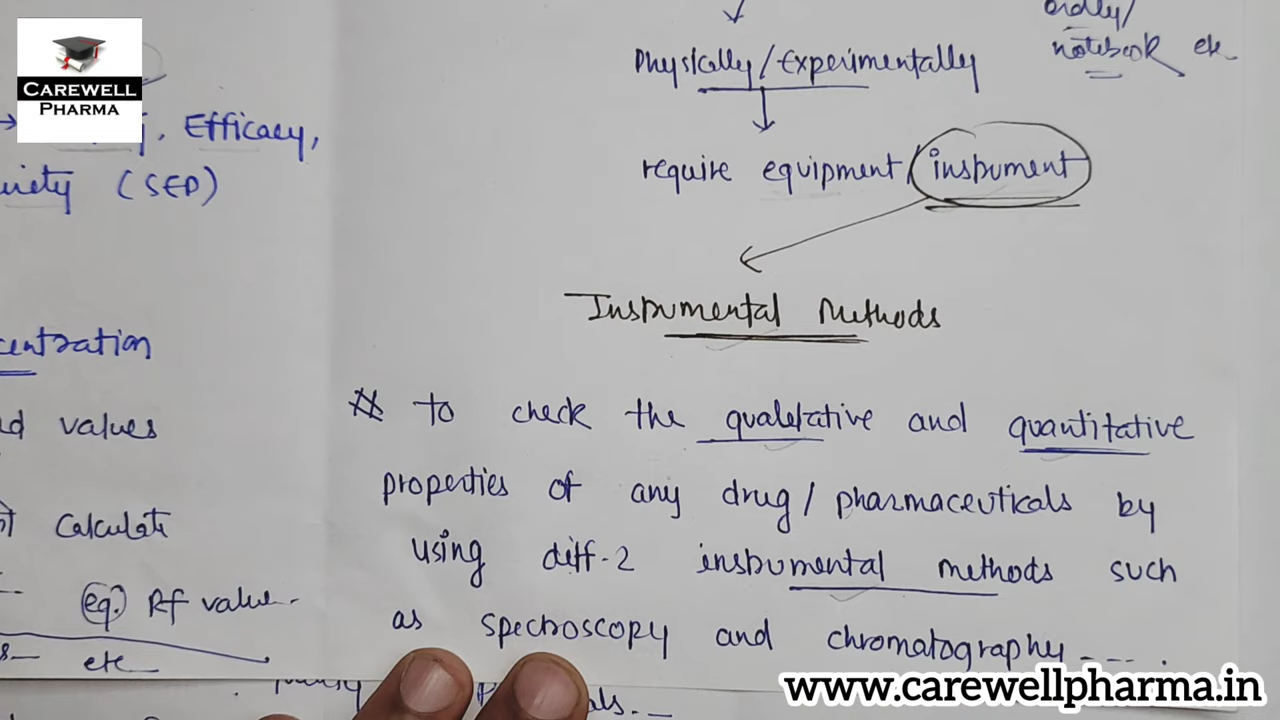 CAREWELL
PHARMA
Efficacy,
(SEP)
centration
values
को calculate
(eg.) Rf value.
etc
orally/
notebook etc
Physically/Experimentally
require equipment/instrument
Instrumental Methods
# To check the qualetative and quantitative
properties of any drug/pharmaceuticals by
using diff-2 instrumental methods such
as spectroscopy and chromatography----.
www.carewellpharma.in